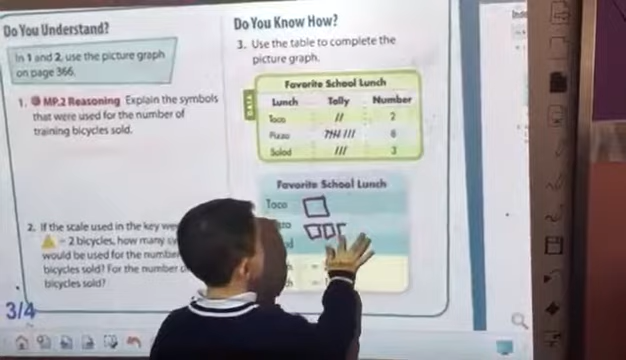 Do You Understand?
In 1 and 2, use the picture graph
on page 366.
1. MP.2 Reasoning Explain the symbols
that were used for the number of
training bicycles sold.
2. If the scale used in the key
= 2 bicycles, how many
would be used for the number
bicycles sold? For the number
bicycles sold?
3/4
Do You Know How?
3. Use the table to complete the
picture graph.
DATA
Favorite School Lunch
Lunch Tally Number
Taco // 2
Pizza 3
Salad /// 3
Favorite School Lunch
Taco